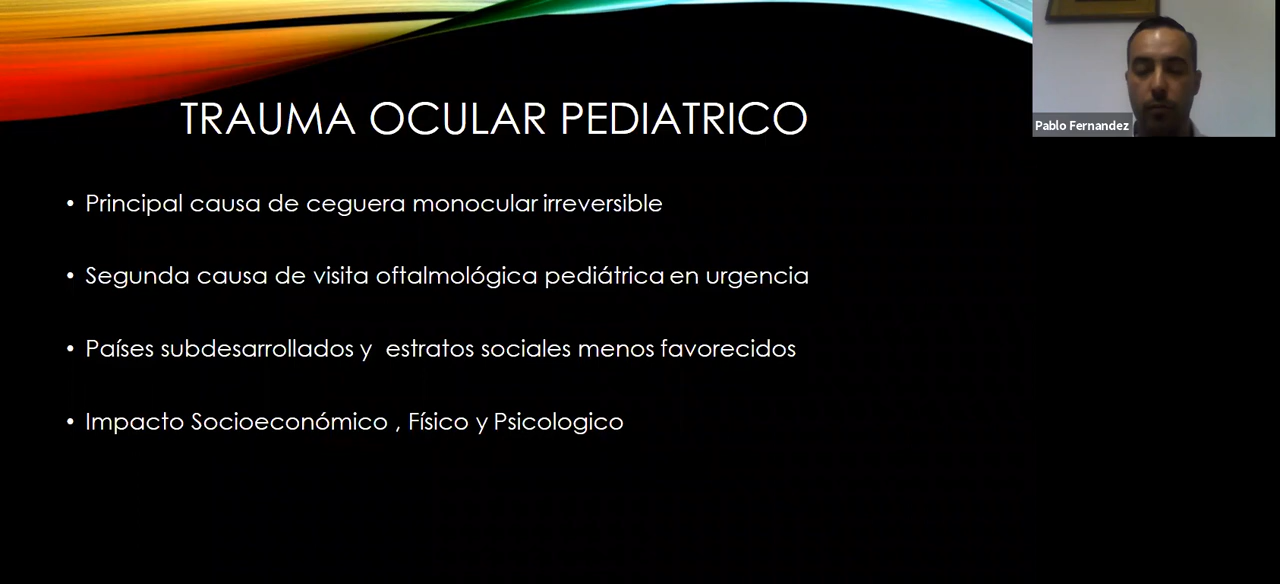 TRAUMA OCULAR PEDIATRICO
Pablo Fernandez
• Principal causa de ceguera monocular irreversible
• Segunda causa de visita oftalmológica pediátrica en urgencia
• Países subdesarrollados y  estratos sociales menos favorecidos
• Impacto Socioeconómico , Físico y Psicologico